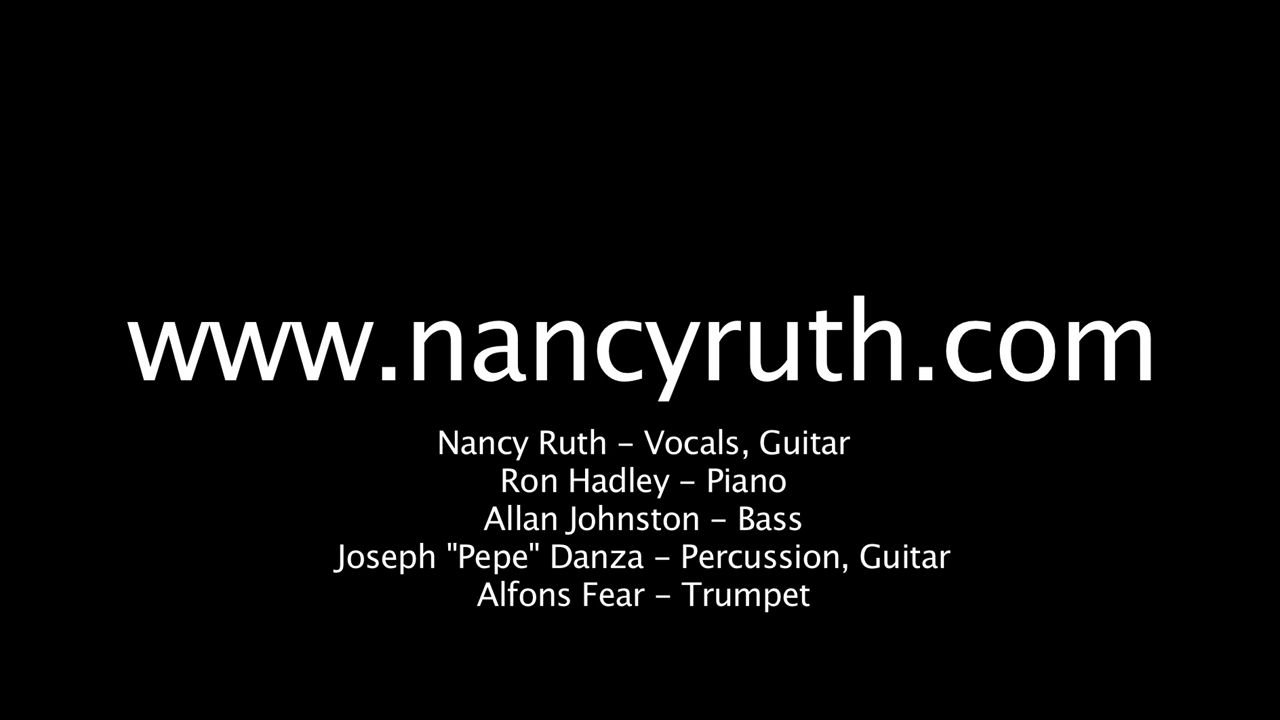 www.nancyruth.com
Nancy Ruth – Vocals, Guitar
Ron Hadley – Piano
Allan Johnston – Bass
Joseph "Pepe" Danza – Percussion, Guitar
Alfons Fear – Trumpet